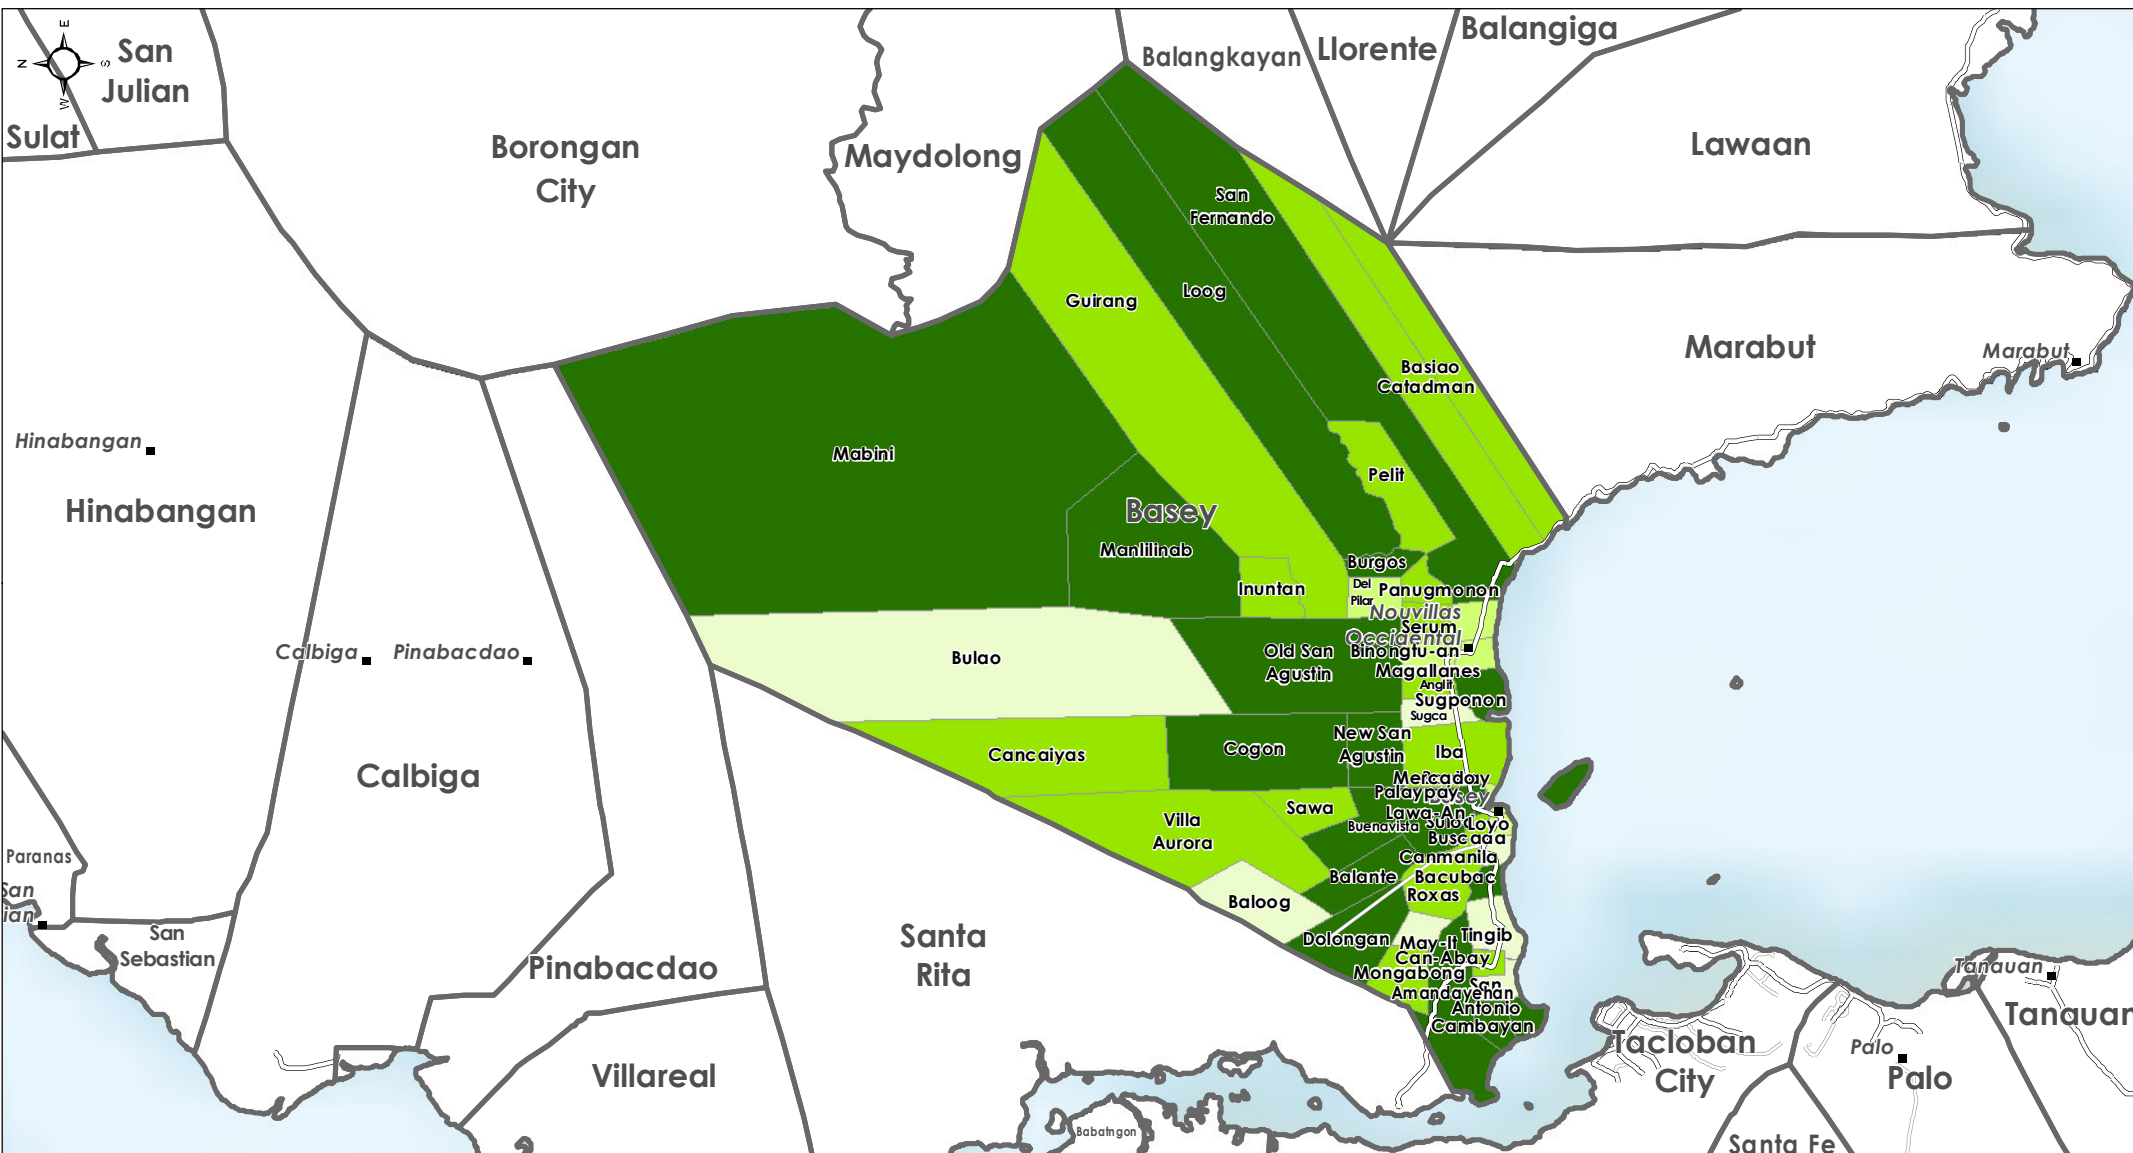 E
N
S
W
San
Julian
Sulat
Borongan
City
Maydolong
Balangkayan
Llorente
Balangiga
Lawaan
Marabut
Marabut
San
Fernando
Guirang
Loog
Basiao
Catadman
Hinabangan
Hinabangan
Mabini
Pelit
Basey
Manlilinab
Inuntan
Burgos
Del
Pilar
Panugmonon
Nouvillas
Occidental
Serum
Binongtu-an
Magallanes
Anglit
Sugponon
Sugca
Calbiga
Pinabacdao
Bulao
Old San
Agustin
New San
Agustin
Iba
Cancaiyas
Cogon
Calbiga
Mercaday
Palaypay
Basey
Lawa-An
Sulod
Loyo
Buscada
Buenavista
Sawa
Villa
Aurora
Canmanila
Balante
Bacubac
Roxas
Baloog
Paranas
San
ian
San
Sebastian
Pinabacdao
Santa
Rita
Dolongan
May-It
Tingib
Can-Abay
Mongabong
San
Antonio
Amandayehan
Cambayan
Villareal
Babatngon
Tacloban
City
Tanauan
Tanauan
Palo
Palo
Santa Fe